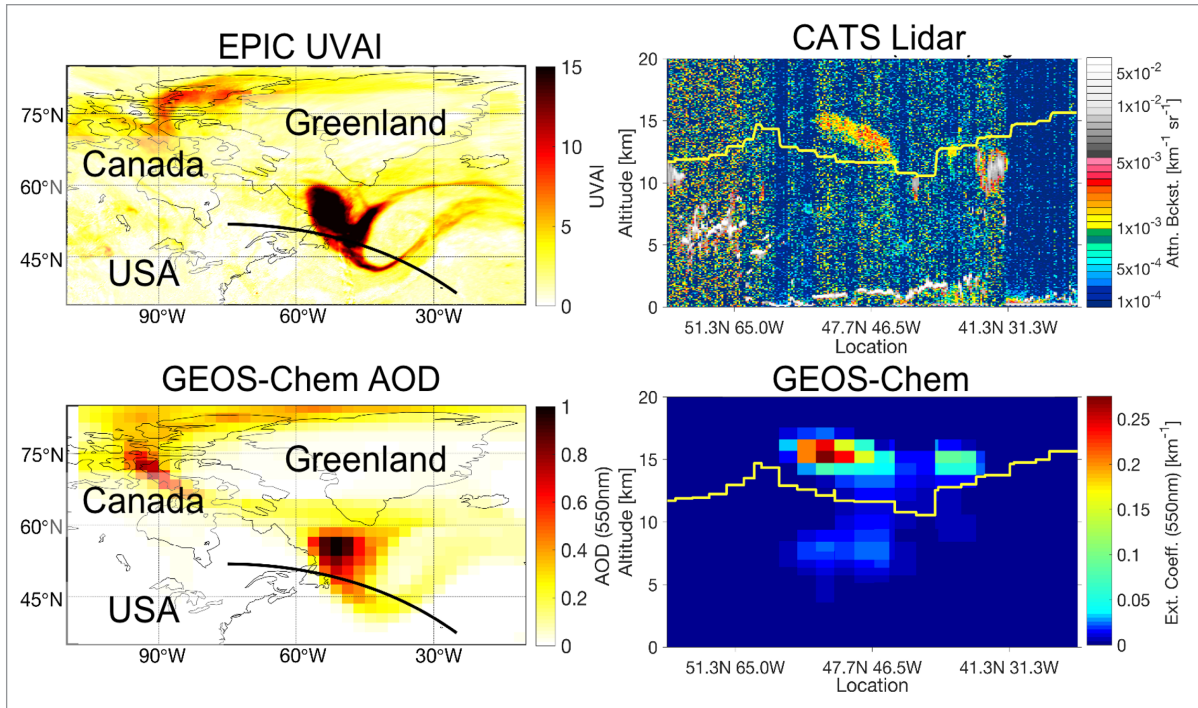 EPIC UVAI
75°N
60°N
45°N
90°W
60°W
30°W
Greenland
Canada
USA
15
10
5
0
UVAI
CATS Lidar
20
15
10
5
0
Altitude [km]
51.3N 65.0W
47.7N 46.5W
41.3N 31.3W
Location
5x10⁻²
1x10⁻²
5x10⁻³
1x10⁻³
5x10⁻⁴
1x10⁻⁴
Attn. Bckst. [km⁻¹ sr⁻¹]
GEOS-Chem AOD
75°N
60°N
45°N
90°W
60°W
30°W
Greenland
Canada
USA
1
0.8
0.6
0.4
0.2
0
AOD (550nm)
GEOS-Chem
20
15
10
5
0
Altitude [km]
51.3N 65.0W
47.7N 46.5W
41.3N 31.3W
Location
0.25
0.2
0.15
0.1
0.05
0
Ext. Coeff. (550nm) [km⁻¹]